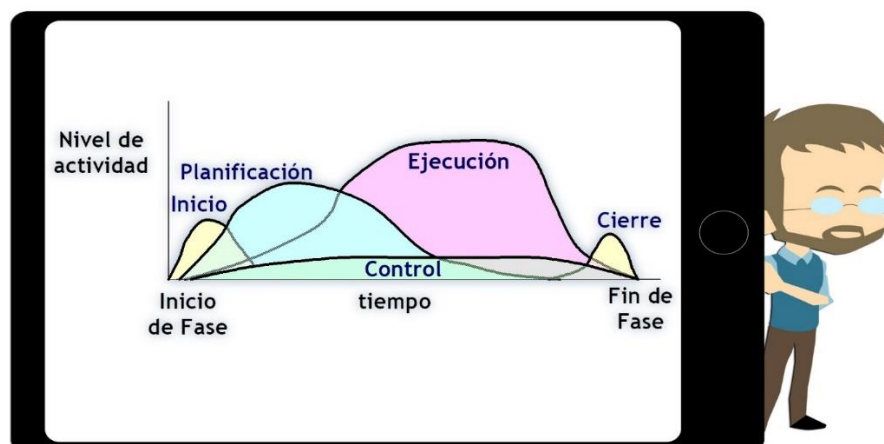 Nivel de
actividad
Planificación
Inicio
Ejecución
Cierre
Control
Inicio
de Fase
tiempo
Fin de
Fase